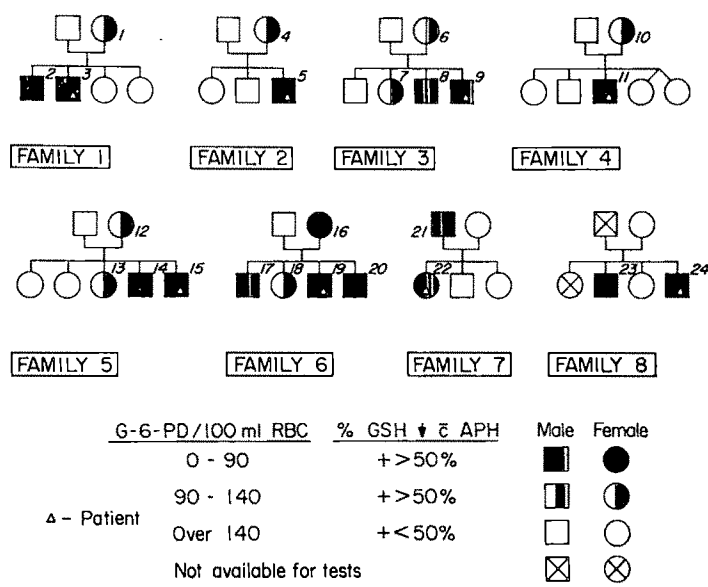 1
4
6
10
2 3
5
7 8 9
11
FAMILY 1 FAMILY 2 FAMILY 3 FAMILY 4
12
16
21
13 14 15
17 18 19 20
22
23 24
FAMILY 5 FAMILY 6 FAMILY 7 FAMILY 8
G-6-PD/100 ml RBC % GSH ↓ c̄ APH Male Female
0 - 90 +>50%
90 - 140 +>50%
Δ - Patient Over 140 +<50%
Not available for tests